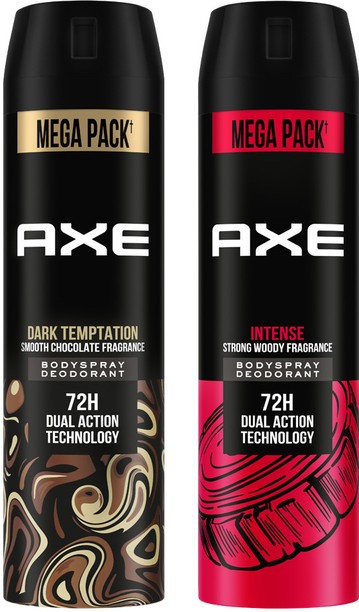 MEGA PACK†
AXE
DARK TEMPTATION
SMOOTH CHOCOLATE FRAGRANCE
BODYSPRAY
DEODORANT
72H
DUAL ACTION
TECHNOLOGY
MEGA PACK†
AXE
INTENSE
STRONG WOODY FRAGRANCE
BODYSPRAY
DEODORANT
72H
DUAL ACTION
TECHNOLOGY